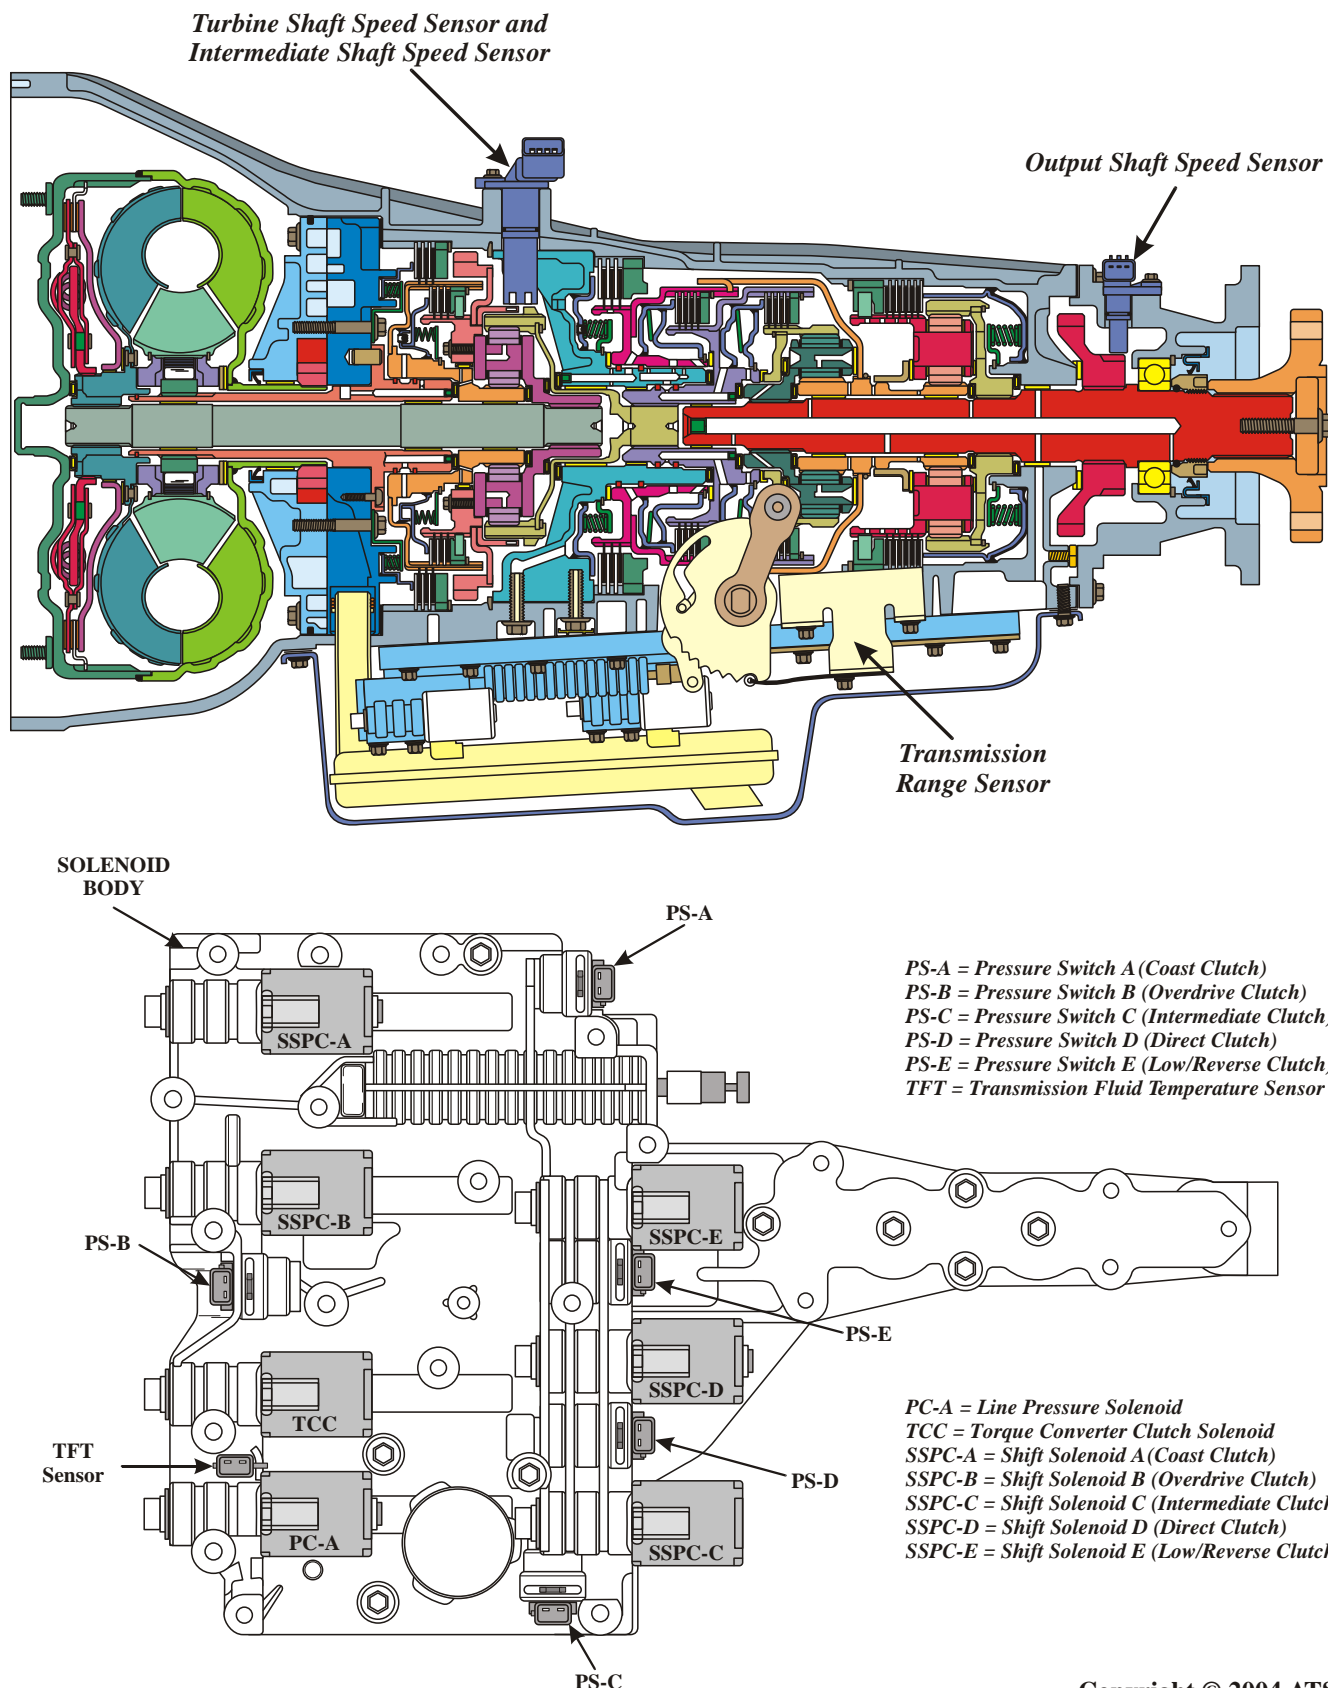 Turbine Shaft Speed Sensor and
Intermediate Shaft Speed Sensor
Output Shaft Speed Sensor
Transmission
Range Sensor
SOLENOID
BODY
PS-A
PS-A = Pressure Switch A (Coast Clutch)
PS-B = Pressure Switch B (Overdrive Clutch)
PS-C = Pressure Switch C (Intermediate Clutch)
PS-D = Pressure Switch D (Direct Clutch)
PS-E = Pressure Switch E (Low/Reverse Clutch)
TFT = Transmission Fluid Temperature Sensor
SSPC-A
SSPC-B
SSPC-E
PS-B
PS-E
SSPC-D
TCC
TFT
Sensor
PS-D
PC-A
SSPC-C
PC-A = Line Pressure Solenoid
TCC = Torque Converter Clutch Solenoid
SSPC-A = Shift Solenoid A (Coast Clutch)
SSPC-B = Shift Solenoid B (Overdrive Clutch)
SSPC-C = Shift Solenoid C (Intermediate Clutch
SSPC-D = Shift Solenoid D (Direct Clutch)
SSPC-E = Shift Solenoid E (Low/Reverse Clutch
PS-C
Copyright © 2004 ATS